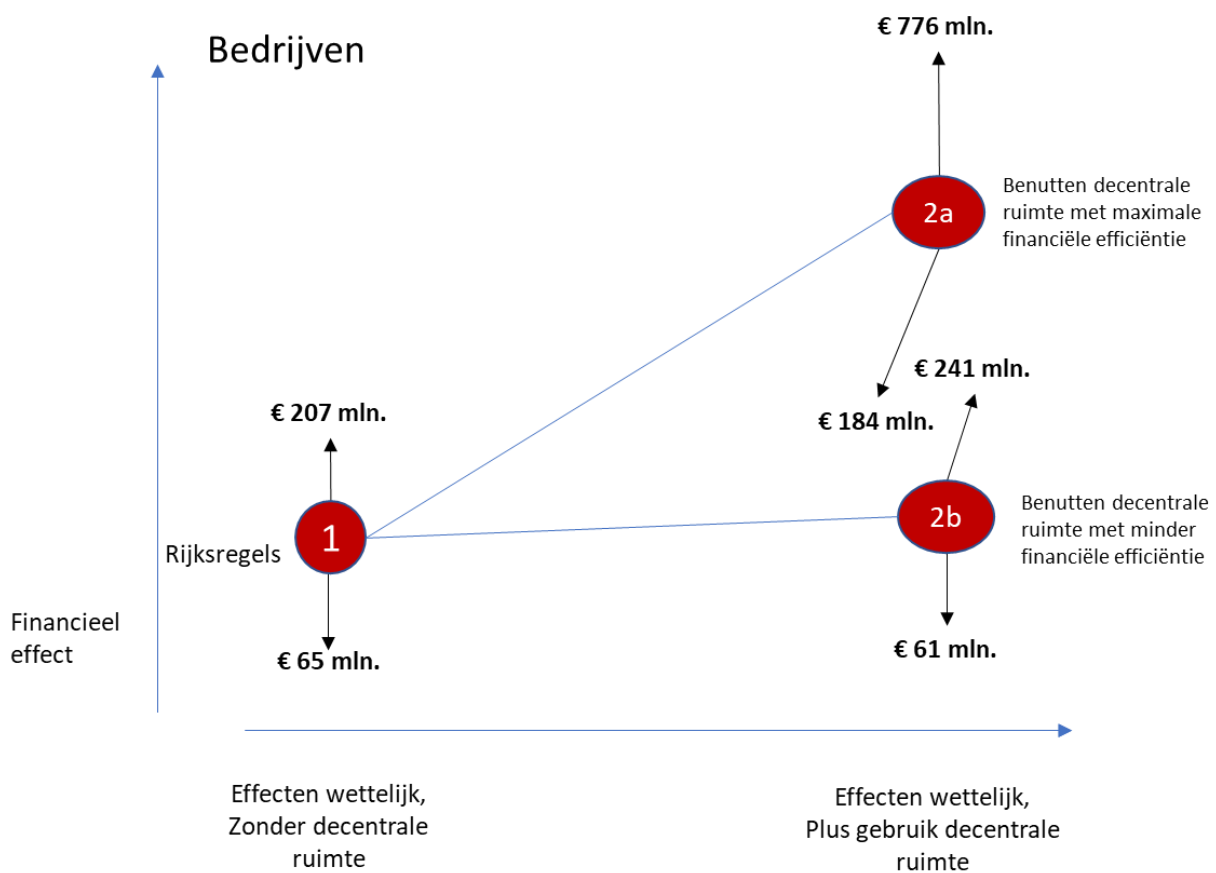 € 776 mln.
Bedrijven
2a
Benutten decentrale
ruimte met maximale
financiële efficiëntie
€ 241 mln.
€ 184 mln.
€ 207 mln.
1
Rijksregels
2b
Benutten decentrale
ruimte met minder
financiële efficiëntie
Financieel
effect
€ 65 mln.
€ 61 mln.
Effecten wettelijk,
Zonder decentrale
ruimte
Effecten wettelijk,
Plus gebruik decentrale
ruimte